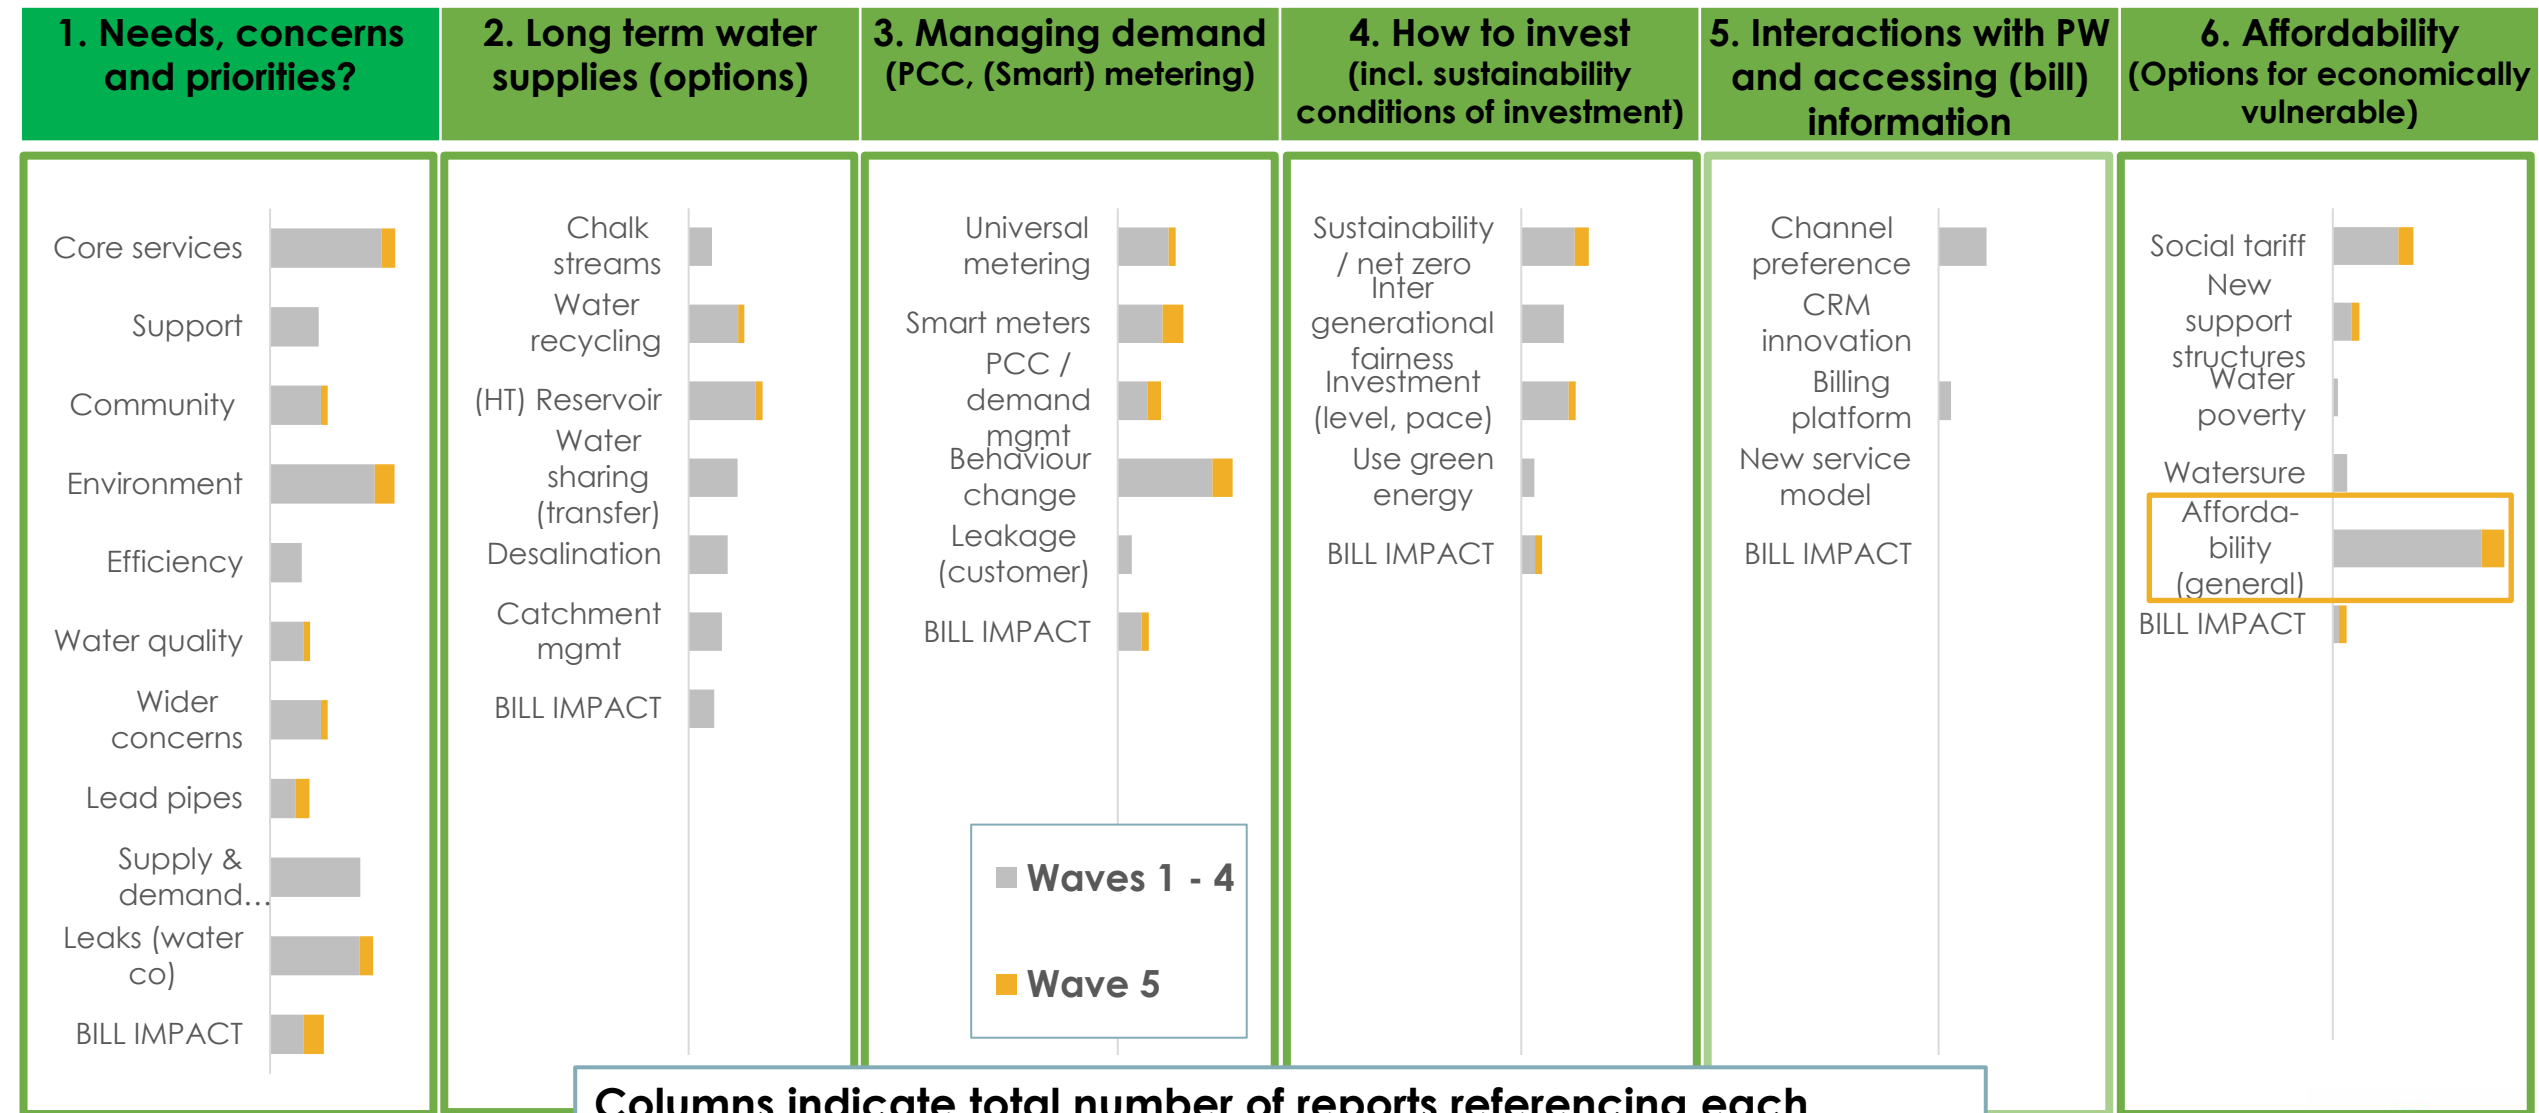 1. Needs, concerns
and priorities?
2. Long term water
supplies (options)
3. Managing demand
(PCC, (Smart) metering)
4. How to invest
(incl. sustainability
conditions of investment)
5. Interactions with PW
and accessing (bill)
information
6. Affordability
(Options for economically
vulnerable)
Core services
Support
Community
Environment
Efficiency
Water quality
Wider
concerns
Lead pipes
Supply &
demand…
Leaks (water
co)
BILL IMPACT
Chalk
streams
Water
recycling
(HT) Reservoir
Water
sharing
(transfer)
Desalination
Catchment
mgmt
BILL IMPACT
Universal
metering
Smart meters
PCC /
demand
mgmt
Behaviour
change
Leakage
(customer)
BILL IMPACT
Waves 1 - 4
Wave 5
Sustainability
/ net zero
Inter
generational
fairness
Investment
(level, pace)
Use green
energy
BILL IMPACT
Channel
preference
CRM
innovation
Billing
platform
New service
model
BILL IMPACT
Social tariff
New
support
structures
Water
poverty
Watersure
Afforda-
bility
(general)
BILL IMPACT
Columns indicate total number of reports referencing each